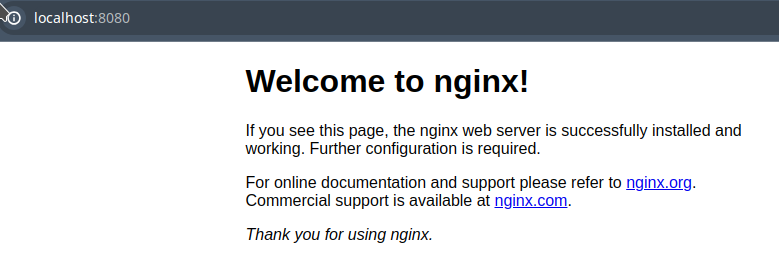 localhost:8080
Welcome to nginx!
If you see this page, the nginx web server is successfully installed and
working. Further configuration is required.
For online documentation and support please refer to nginx.org.
Commercial support is available at nginx.com.
Thank you for using nginx.